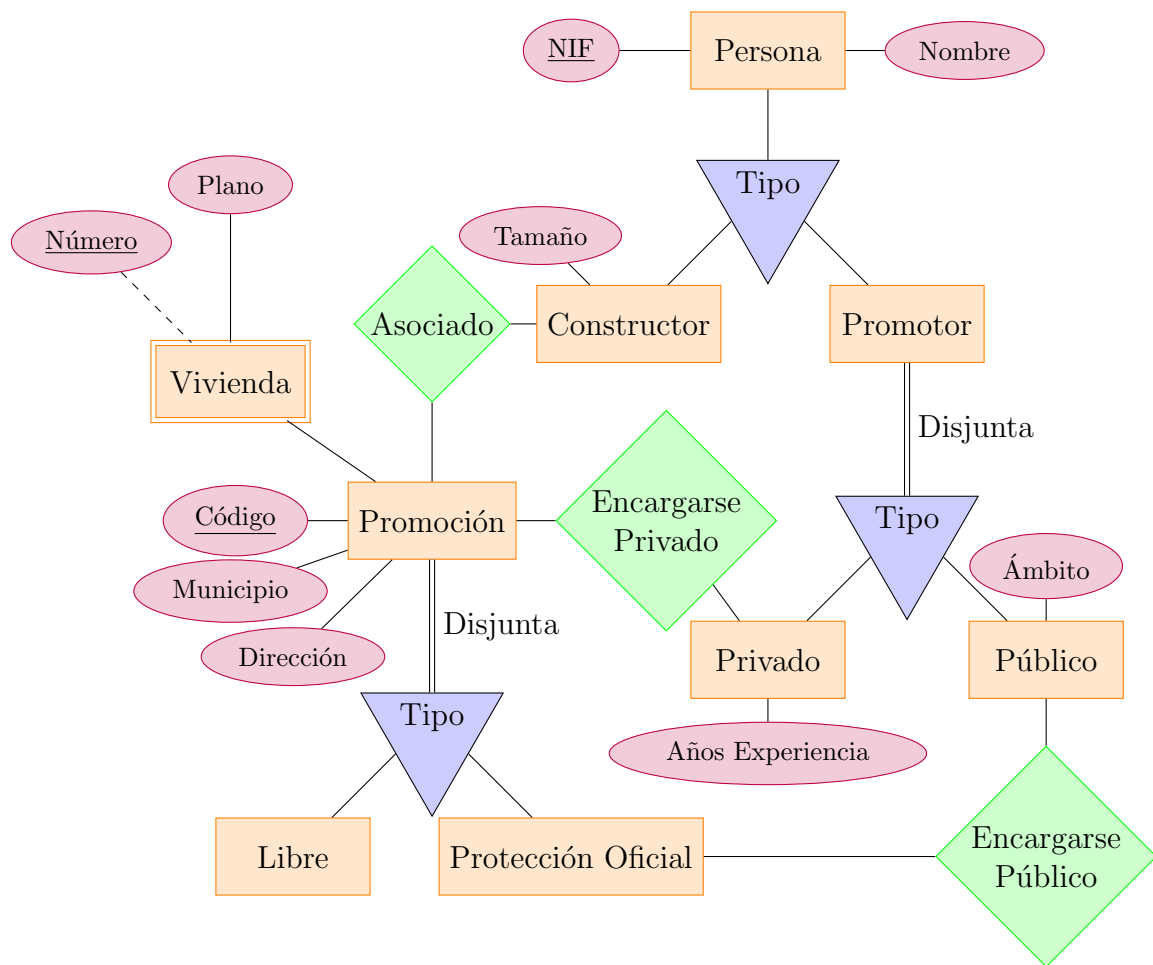 NIF
Persona
Nombre
Tipo
Plano
Número
Tamaño
Asociado
Constructor
Promotor
Vivienda
Disjunta
Encargarse
Privado
Código
Promoción
Tipo
Ámbito
Municipio
Disjunta
Dirección
Privado
Público
Tipo
Años Experiencia
Libre
Protección Oficial
Encargarse
Público